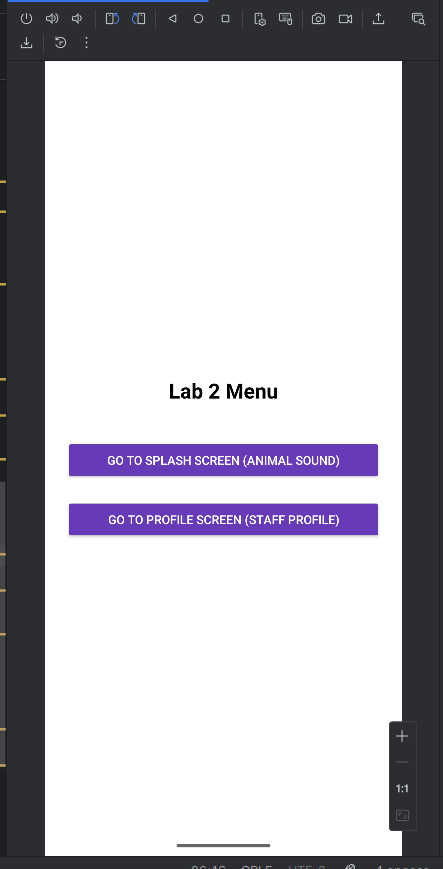 Lab 2 Menu
GO TO SPLASH SCREEN (ANIMAL SOUND)
GO TO PROFILE SCREEN (STAFF PROFILE)
1:1